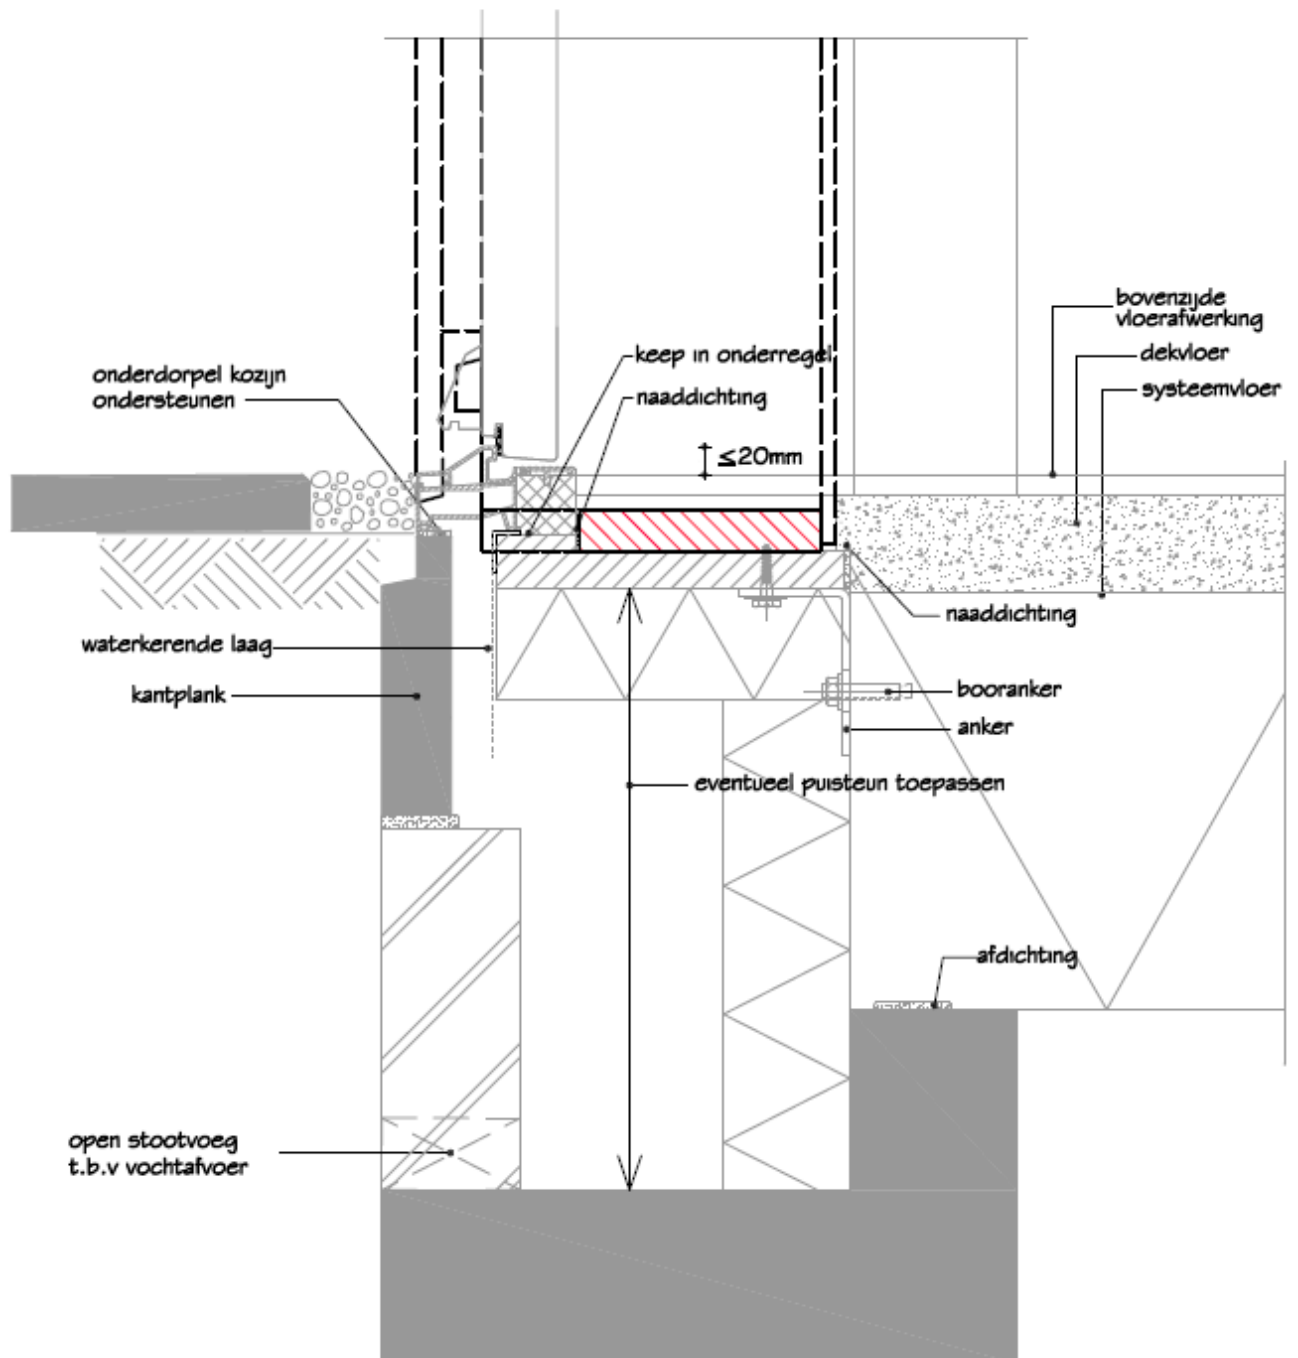 bovenzijde
vloerafwerking
dekvloer
systeemvloer
keep in onderregel
naaddichting
onderdorpel kozijn
ondersteunen
≤20mm
naaddichting
waterkerende laag
kantplank
booranker
anker
eventueel puisteun toepassen
afdichting
open stootvoeg
t.b.v vochtafvoer